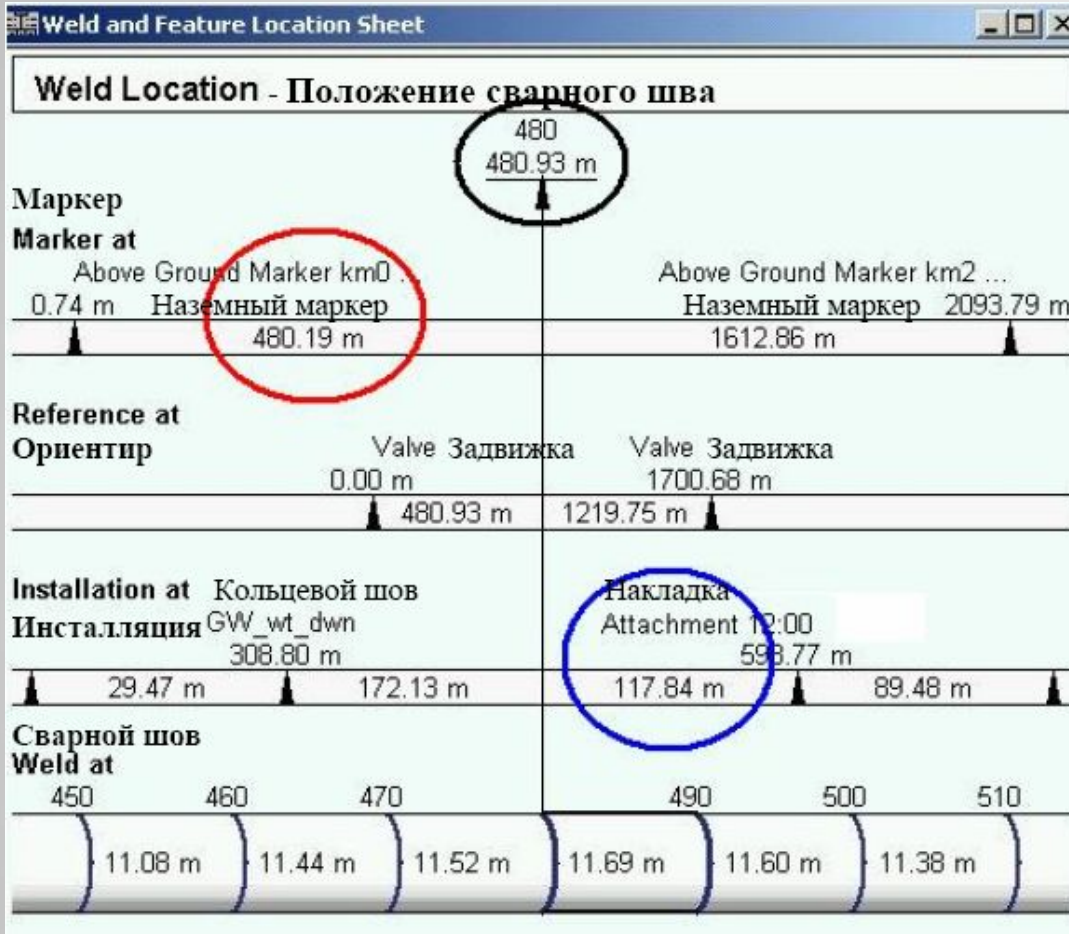 Weld and Feature Location Sheet
Weld Location - Положение сварного шва
480
480.93 m
Маркер
Marker at
Above Ground Marker km0 ... Above Ground Marker km2 ...
0.74 m Наземный маркер Наземный маркер 2093.79 m
480.19 m 1612.86 m
Reference at
Ориентир Valve Задвижка Valve Задвижка
0.00 m 1700.68 m
480.93 m 1219.75 m
Installation at Кольцевой шов Накладка
Инсталляция GW_wt_dwn Attachment 12:00
308.80 m 598.77 m
29.47 m 172.13 m 117.84 m 89.48 m
Сварной шов
Weld at
450 460 470 490 500 510
11.08 m 11.44 m 11.52 m 11.69 m 11.60 m 11.38 m